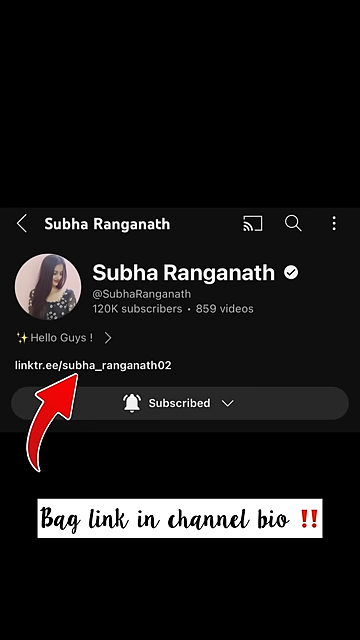 Subha Ranganath
Subha Ranganath
@SubhaRanganath
120K subscribers • 859 videos
✨Hello Guys !
linktr.ee/subha_ranganath02
Subscribed
Bag link in channel bio ‼️